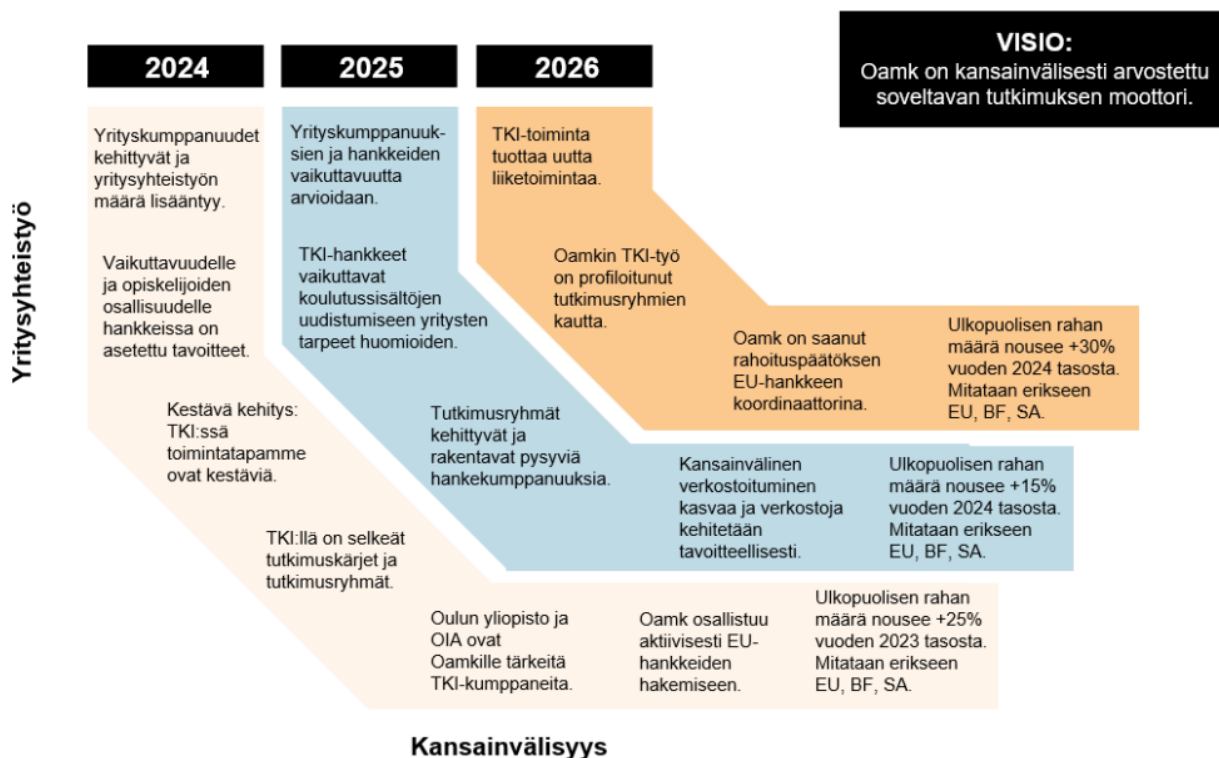 VISIO:
Oamk on kansainvälisesti arvostettu
soveltavan tutkimuksen moottori.
2024
2025
2026
Yritysyhteistyö
Yrityskumppanuudet
kehittyvät ja
yritysyhteistyön
määrä lisääntyy.
Vaikuttavuudelle
ja opiskelijoiden
osallisuudelle
hankkeissa on
asetettu tavoitteet.
Kestävä kehitys:
TKI:ssä
toimintatapamme
ovat kestäviä.
TKI:llä on selkeät
tutkimuskärjet ja
tutkimusryhmät.
Oulun yliopisto ja
OIA ovat
Oamkille tärkeitä
TKI-kumppaneita.
Oamk osallistuu
aktiivisesti EU-
hankkeiden
hakemiseen.
Ulkopuolisen rahan
määrä nousee +25%
vuoden 2023 tasosta.
Mitataan erikseen
EU, BF, SA.
Yrityskumppanuuk-
sien ja hankkeiden
vaikuttavuutta
arvioidaan.
TKI-hankkeet
vaikuttavat
koulutussisältöjen
uudistumiseen yritysten
tarpeet huomioiden.
Tutkimusryhmät
kehittyvät ja
rakentavat pysyviä
hankekumppanuuksia.
Kansainvälinen
verkostoituminen
kasvaa ja verkostoja
kehitetään
tavoitteellisesti.
Ulkopuolisen rahan
määrä nousee +15%
vuoden 2024 tasosta.
Mitataan erikseen
EU, BF, SA.
TKI-toiminta
tuottaa uutta
liiketoimintaa.
Oamkin TKI-työ
on profiloitunut
tutkimusryhmien
kautta.
Oamk on saanut
rahoituspäätöksen
EU-hankkeen
koordinaattorina.
Ulkopuolisen rahan
määrä nousee +30%
vuoden 2024 tasosta.
Mitataan erikseen
EU, BF, SA.
Kansainvälisyys